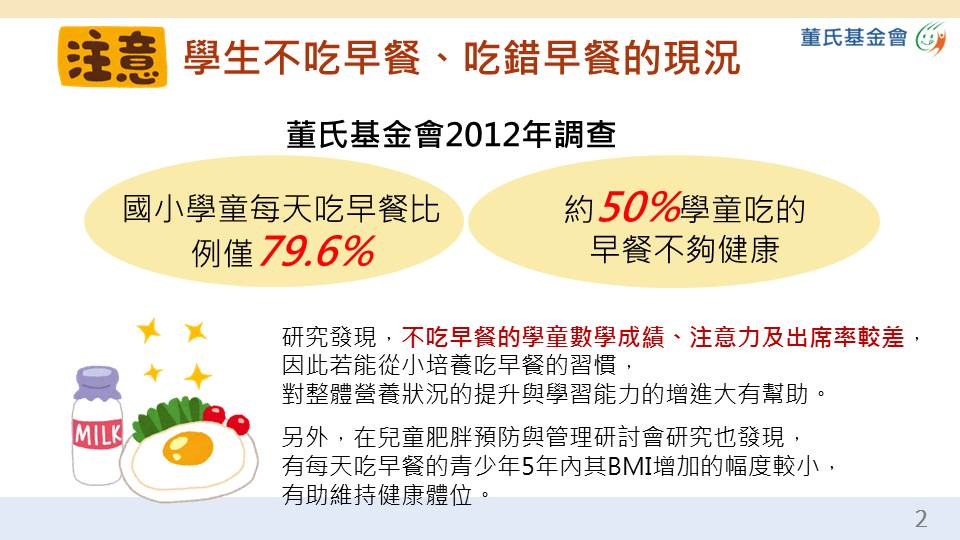 注意
學生不吃早餐、吃錯早餐的現況
董氏基金會
董氏基金會2012年調查
國小學童每天吃早餐比
例僅79.6%
約50%學童吃的
早餐不夠健康
研究發現，不吃早餐的學童數學成績、注意力及出席率較差，
因此若能從小培養吃早餐的習慣，
對整體營養狀況的提升與學習能力的增進大有幫助。
MILK
另外，在兒童肥胖預防與管理研討會研究也發現，
有每天吃早餐的青少年5年內其BMI增加的幅度較小，
有助維持健康體位。
2